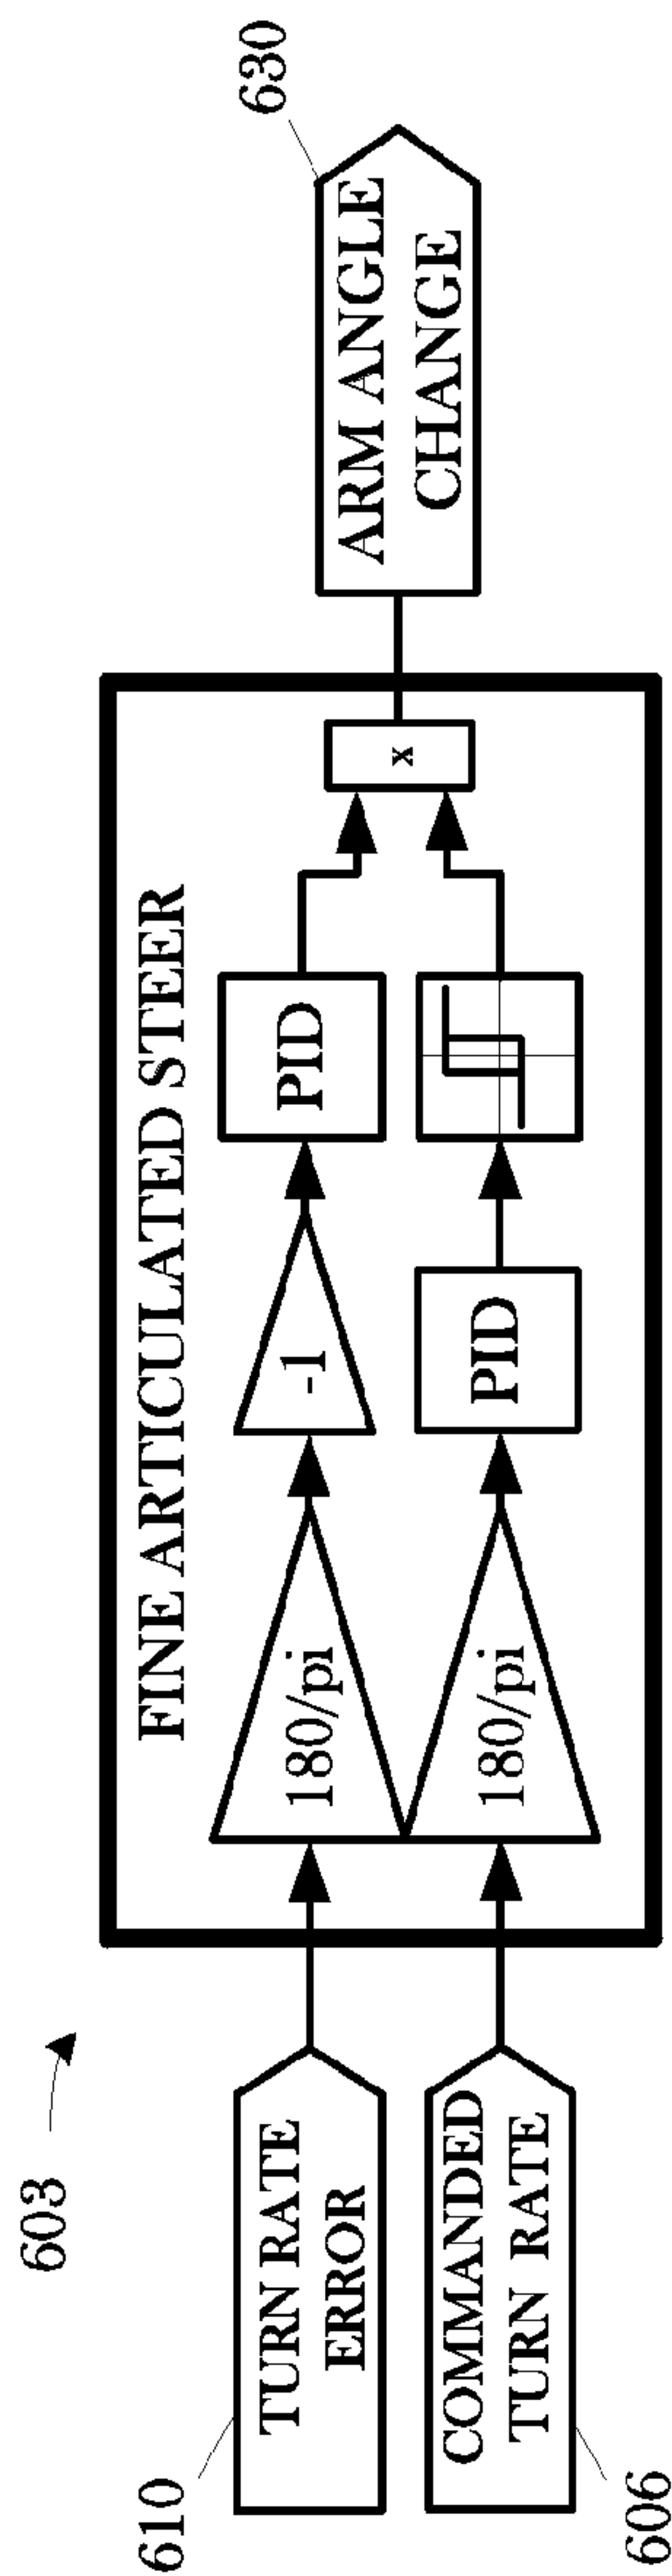 603
FINE ARTICULATED STEER
610
TURN RATE
ERROR
180/pi
-1
PID
COMMANDED
TURN RATE
606
180/pi
PID
x
ARM ANGLE
CHANGE
630